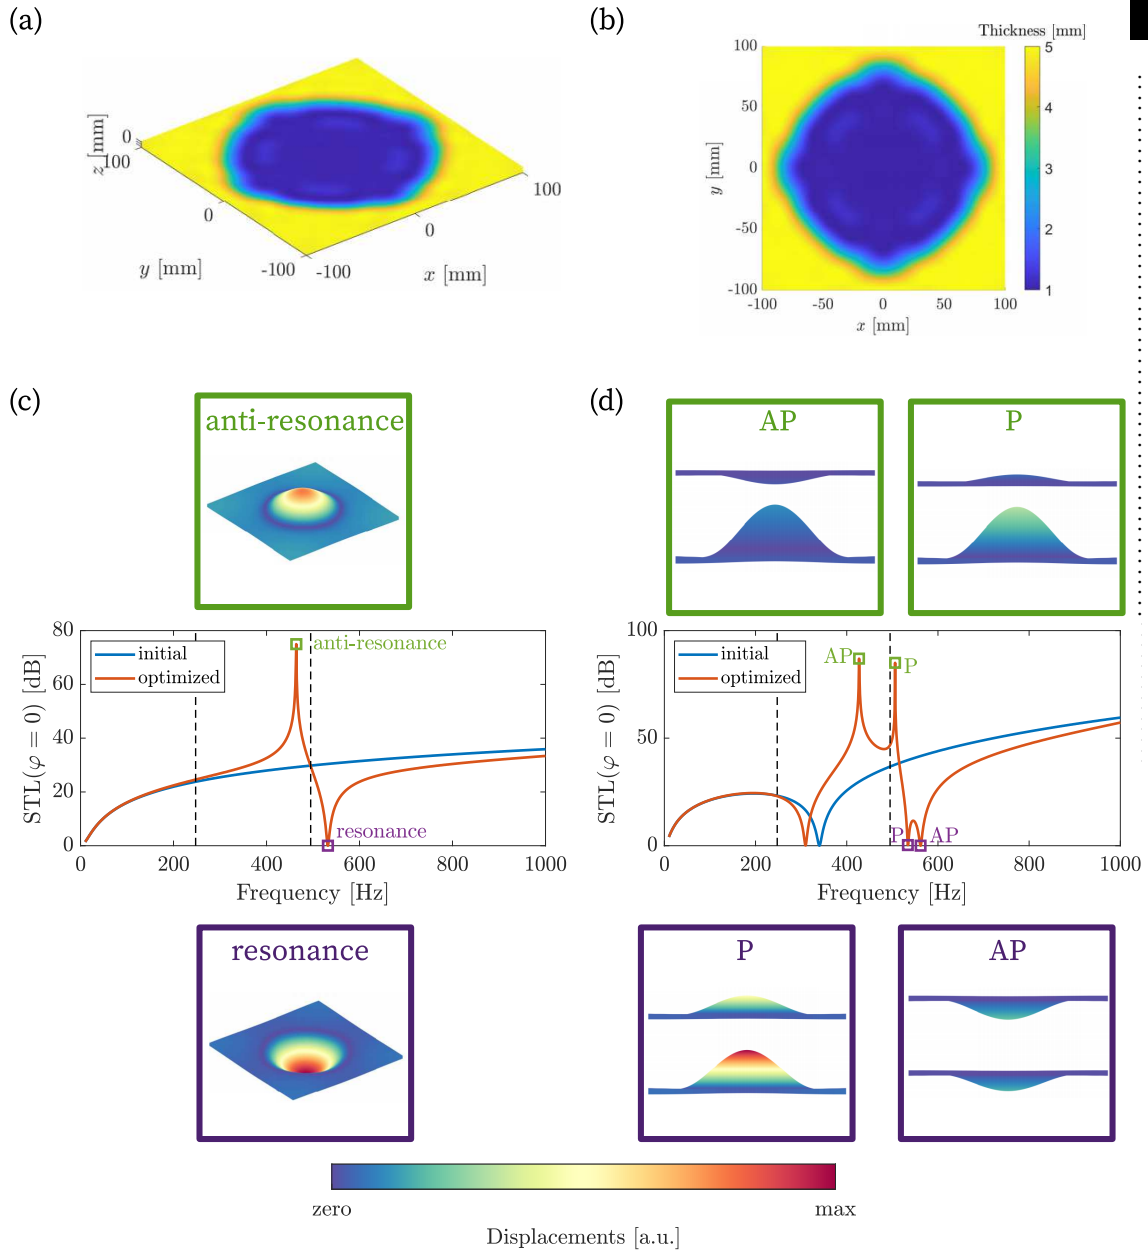 (a)
z [mm]
0
100
0
-100
y [mm]
-100
0
100
x [mm]
(b)
Thickness [mm]
100
50
0
-50
-100
y [mm]
-100
-50
0
50
100
x [mm]
5
4
3
2
1
(c)
anti-resonance
80
60
40
20
0
STL(φ = 0) [dB]
initial
optimized
anti-resonance
resonance
0
200
400
600
800
1000
Frequency [Hz]
resonance
(d)
AP
P
100
50
0
STL(φ = 0) [dB]
initial
optimized
AP
P
P
AP
0
200
400
600
800
1000
Frequency [Hz]
P
AP
zero
max
Displacements [a.u.]